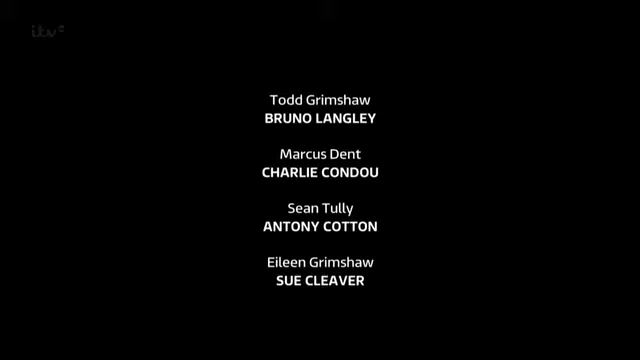 itv
Todd Grimshaw
BRUNO LANGLEY
Marcus Dent
CHARLIE CONDOU
Sean Tully
ANTONY COTTON
Eileen Grimshaw
SUE CLEAVER